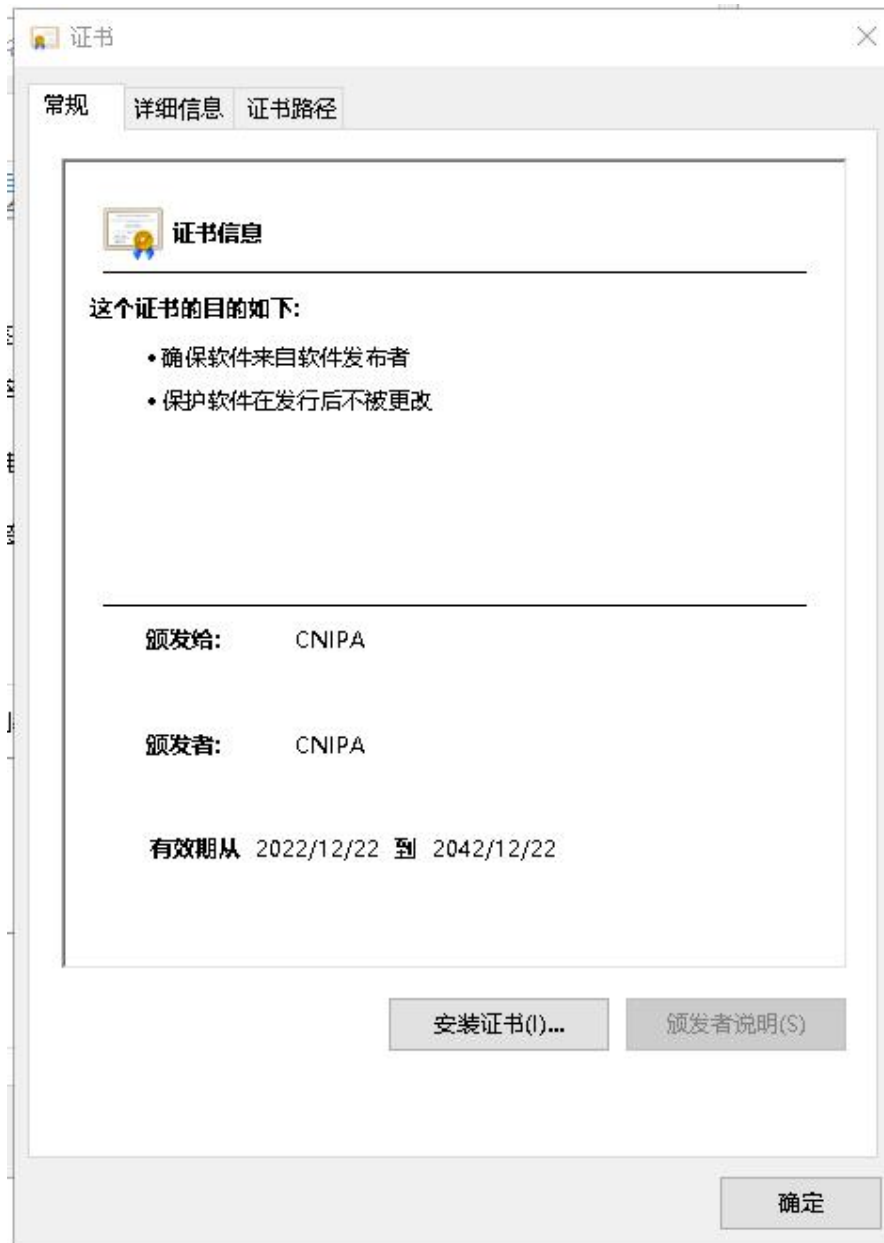 证书
常规 详细信息 证书路径
证书信息
这个证书的目的如下:
• 确保软件来自软件发布者
• 保护软件在发行后不被更改
颁发给: CNIPA
颁发者: CNIPA
有效期从 2022/12/22 到 2042/12/22
安装证书(I)... 颁发者说明(S)
确定